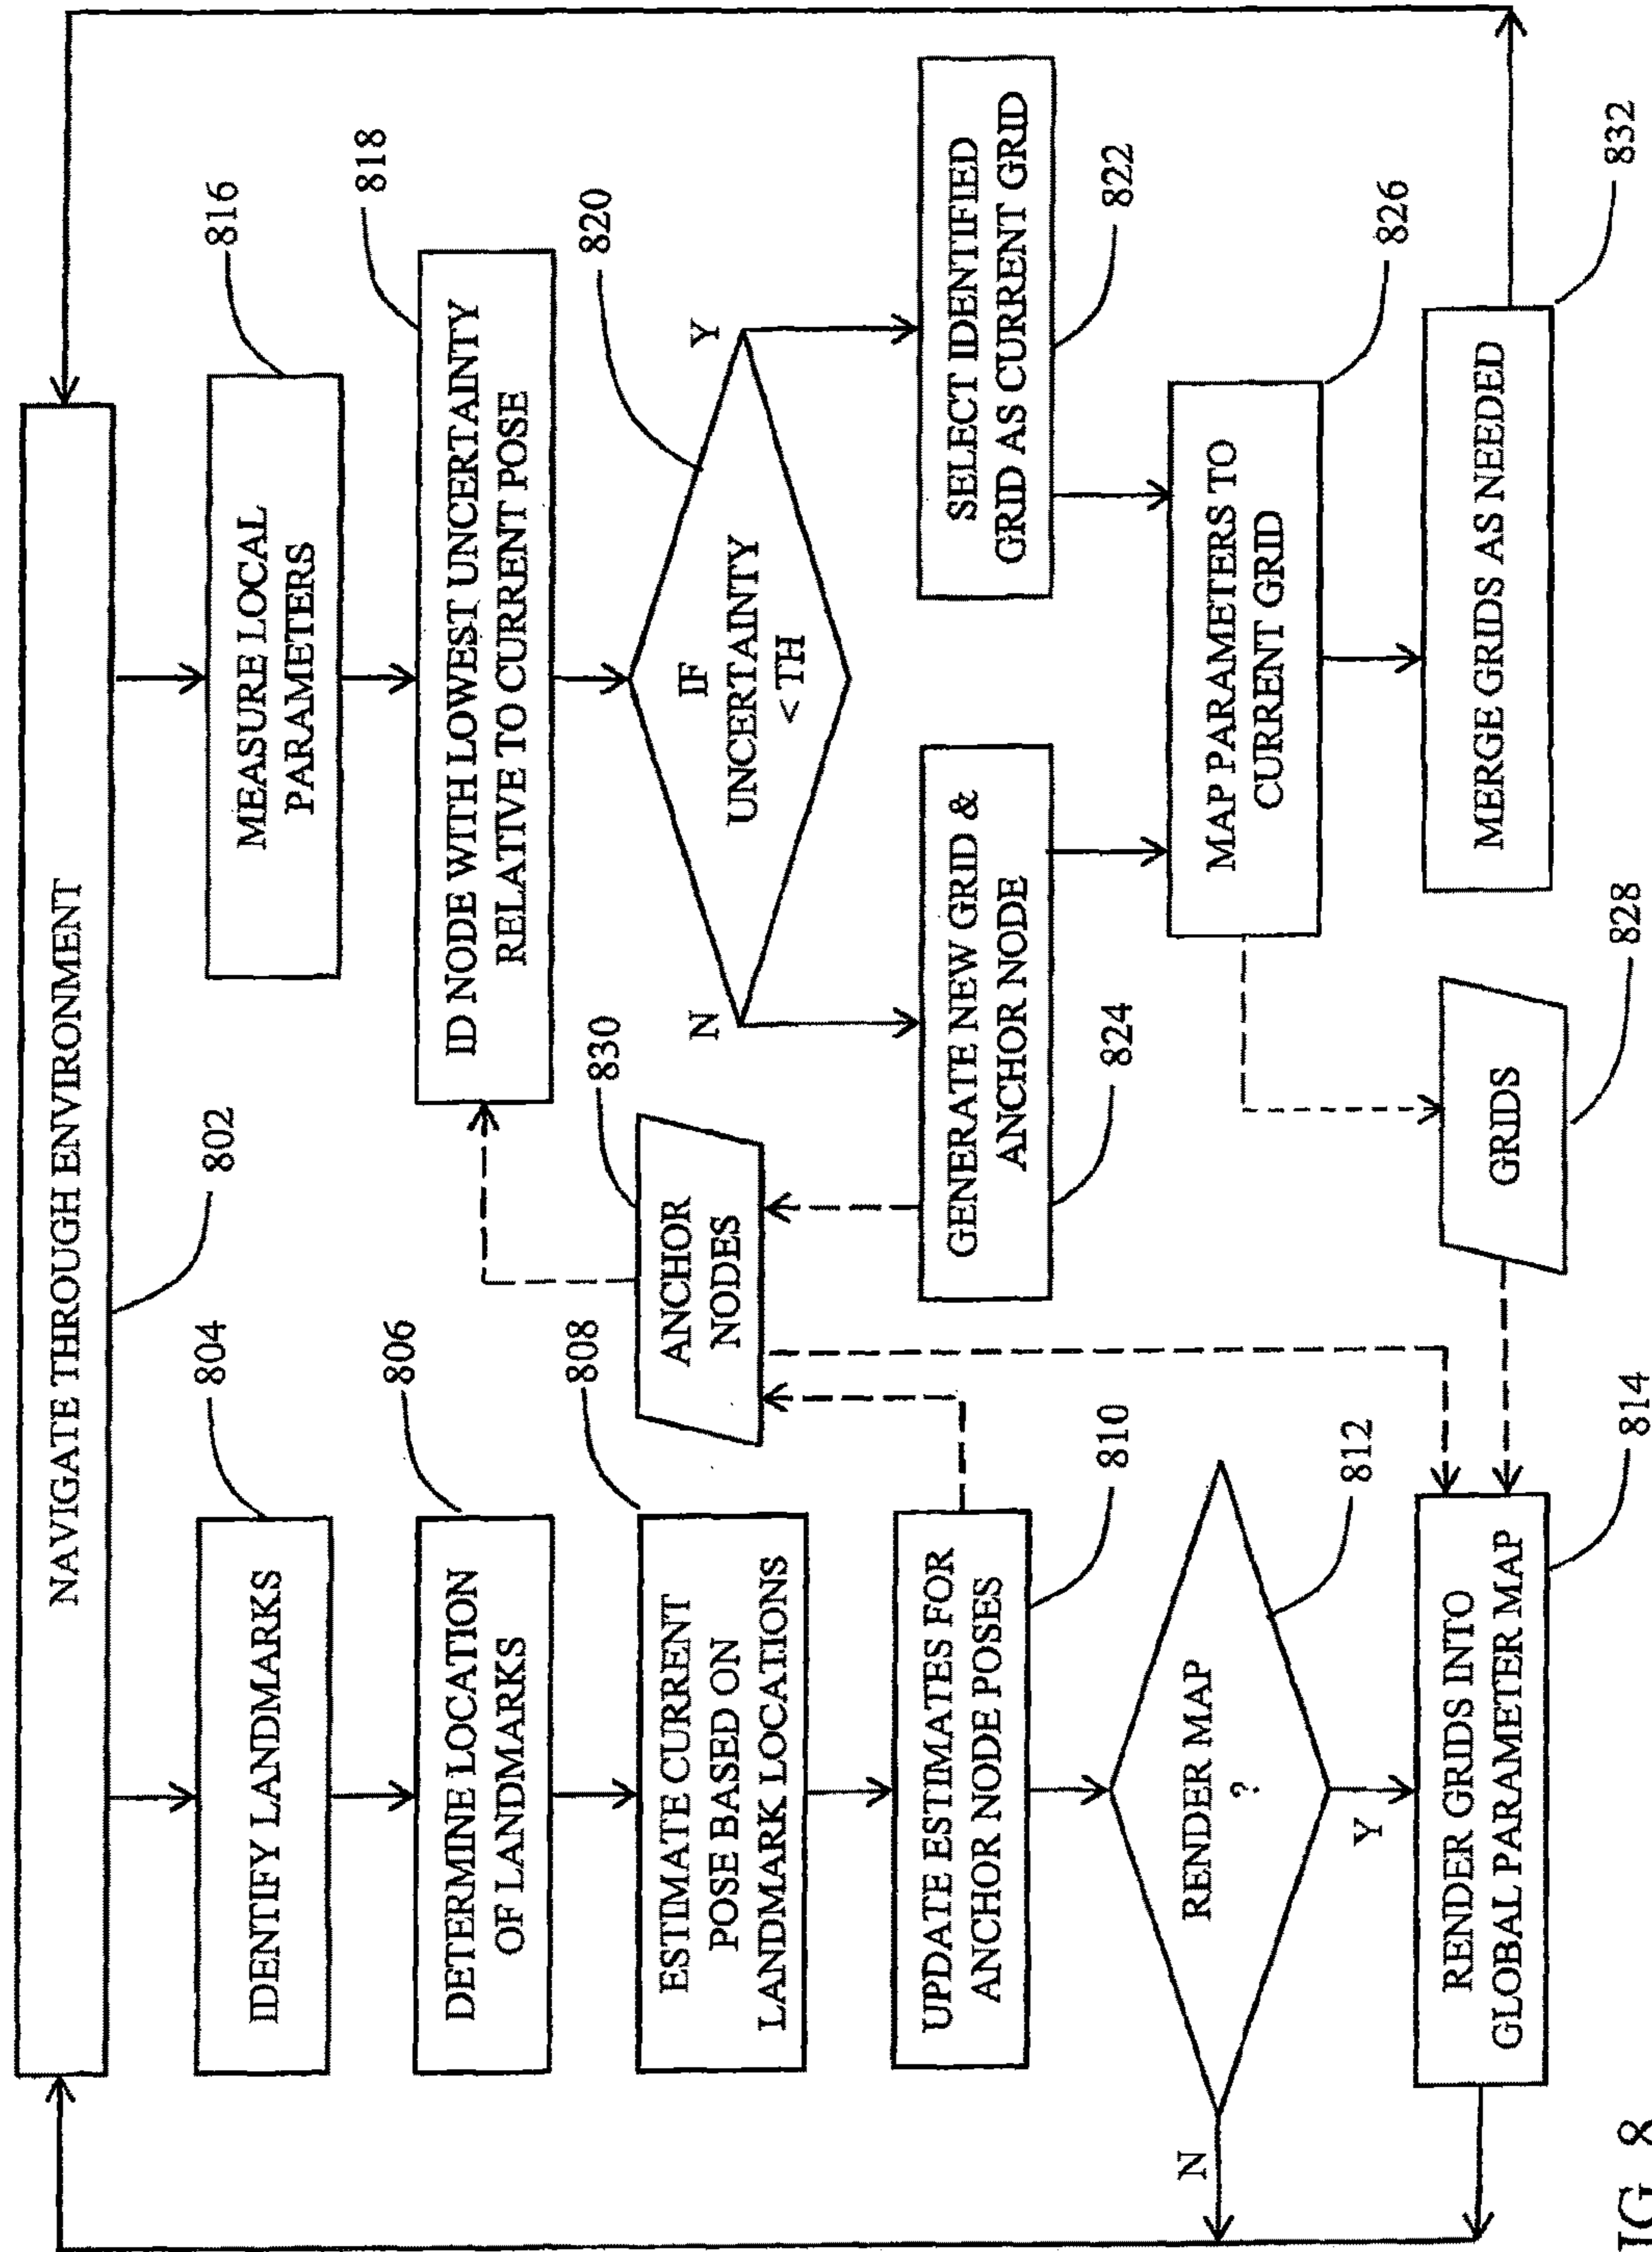 NAVIGATE THROUGH ENVIRONMENT
802
IDENTIFY LANDMARKS
804
DETERMINE LOCATION
OF LANDMARKS
806
ESTIMATE CURRENT
POSE BASED ON
LANDMARK LOCATIONS
808
UPDATE ESTIMATES FOR
ANCHOR NODE POSES
810
RENDER MAP
?
812
N
Y
RENDER GRIDS INTO
GLOBAL PARAMETER MAP
814
MEASURE LOCAL
PARAMETERS
816
ID NODE WITH LOWEST UNCERTAINTY
RELATIVE TO CURRENT POSE
818
IF
UNCERTAINTY
< TH
820
N
Y
ANCHOR
NODES
830
GENERATE NEW GRID &
ANCHOR NODE
824
SELECT IDENTIFIED
GRID AS CURRENT GRID
822
MAP PARAMETERS TO
CURRENT GRID
826
GRIDS
828
MERGE GRIDS AS NEEDED
832
IG. 8